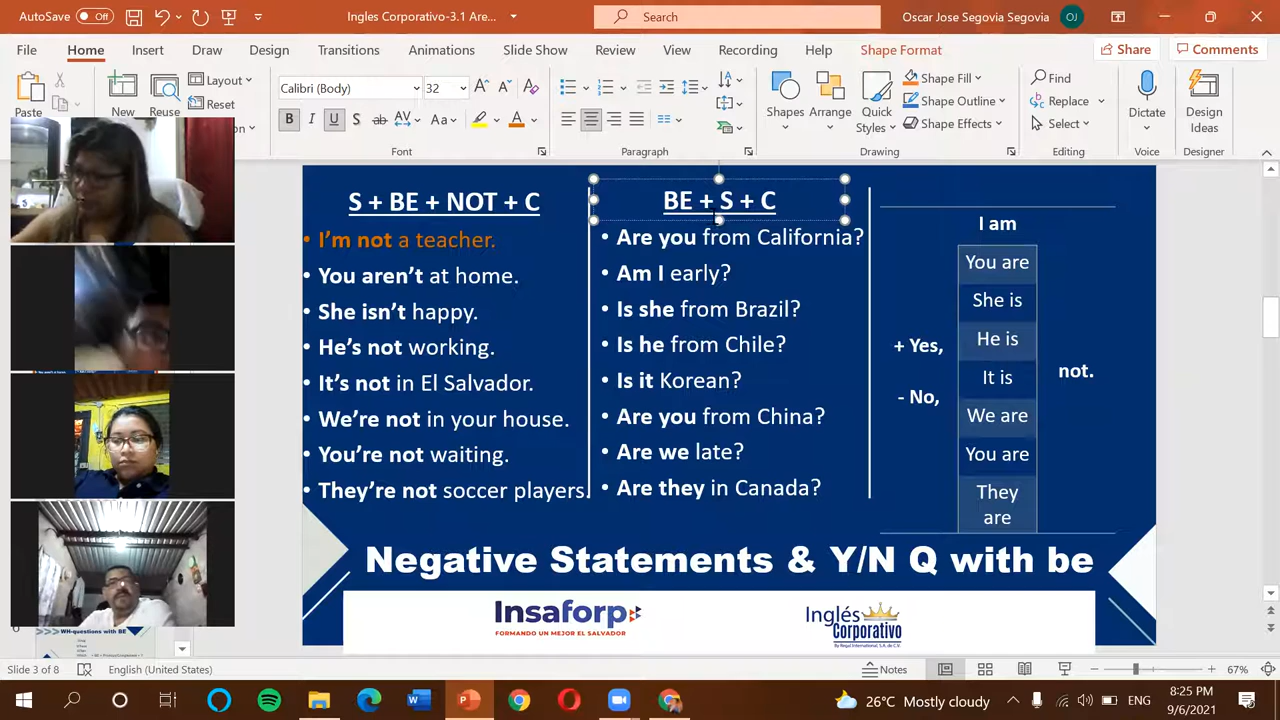 AutoSave Off
Ingles Corporativo-3.1 Are...
Search
Oscar Jose Segovia Segovia OJ
File Home Insert Draw Design Transitions Animations Slide Show Review View Recording Help Shape Format
Share Comments
Paste
New
Reuse
Layout
Reset
Calibri (Body) 32
Shapes
Arrange
Quick
Styles
Shape Fill
Shape Outline
Shape Effects
Find
Replace
Select
Dictate
Design
Ideas
Font
Paragraph
Drawing
Editing
Voice
Designer
S + BE + NOT + C
• I'm not a teacher.
• You aren't at home.
• She isn't happy.
• He's not working.
• It's not in El Salvador.
• We're not in your house.
• You're not waiting.
• They're not soccer players.
BE + S + C
• Are you from California?
• Am I early?
• Is she from Brazil?
• Is he from Chile?
• Is it Korean?
• Are you from China?
• Are we late?
• Are they in Canada?
+ Yes,
- No,
I am
You are
She is
He is
It is
We are
You are
They
are
not.
Negative Statements & Y/N Q with be
Insaforp
FORMANDO UN MEJOR EL SALVADOR
Inglés
Corporativo
By Regal International, S.A. de C.V.
WH-questions with BE
Slide 3 of 8
English (United States)
Notes
67%
26°C Mostly cloudy
ENG
8:25 PM
9/6/2021